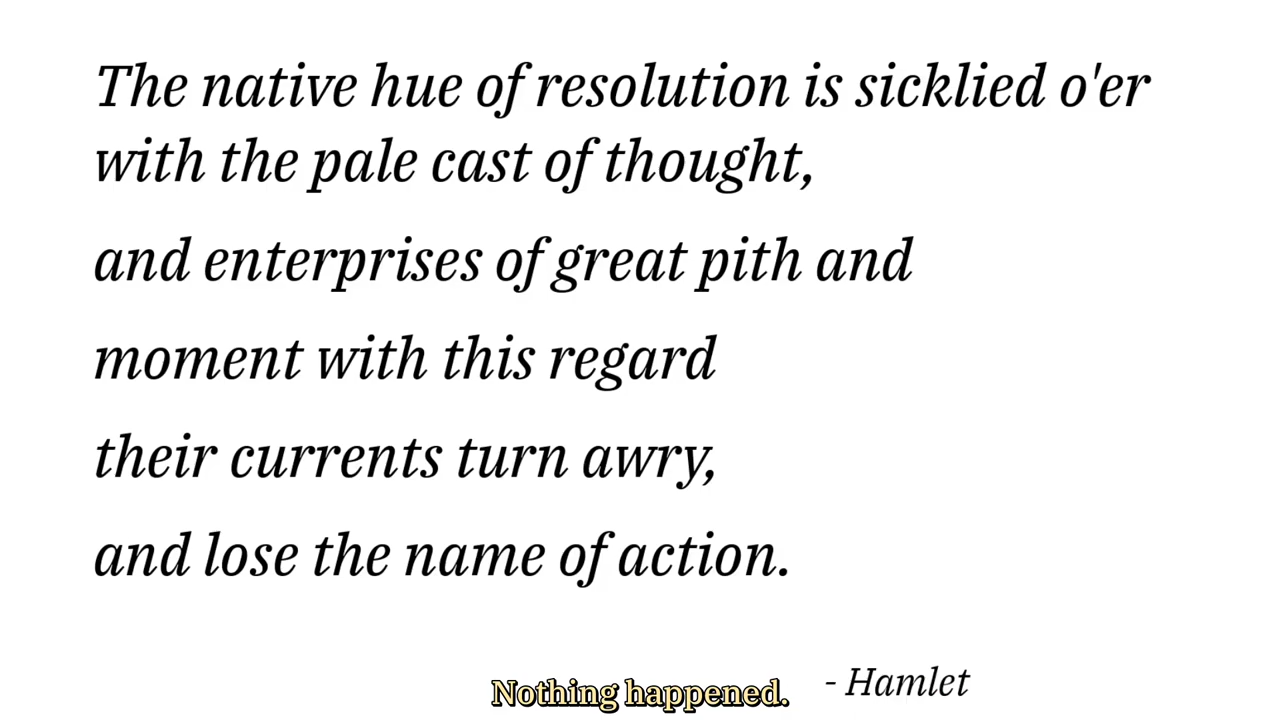 The native hue of resolution is sicklied o'er
with the pale cast of thought,
and enterprises of great pith and
moment with this regard
their currents turn awry,
and lose the name of action.
- Hamlet
Nothing happened.